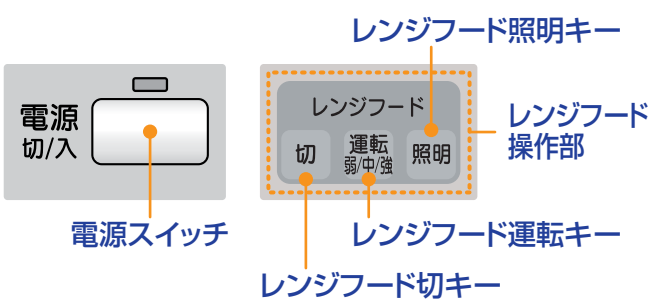 レンジフード照明キー
電源
切/入
レンジフード
切
運転
弱/中/強
照明
レンジフード
操作部
電源スイッチ
レンジフード運転キー
レンジフード切キー